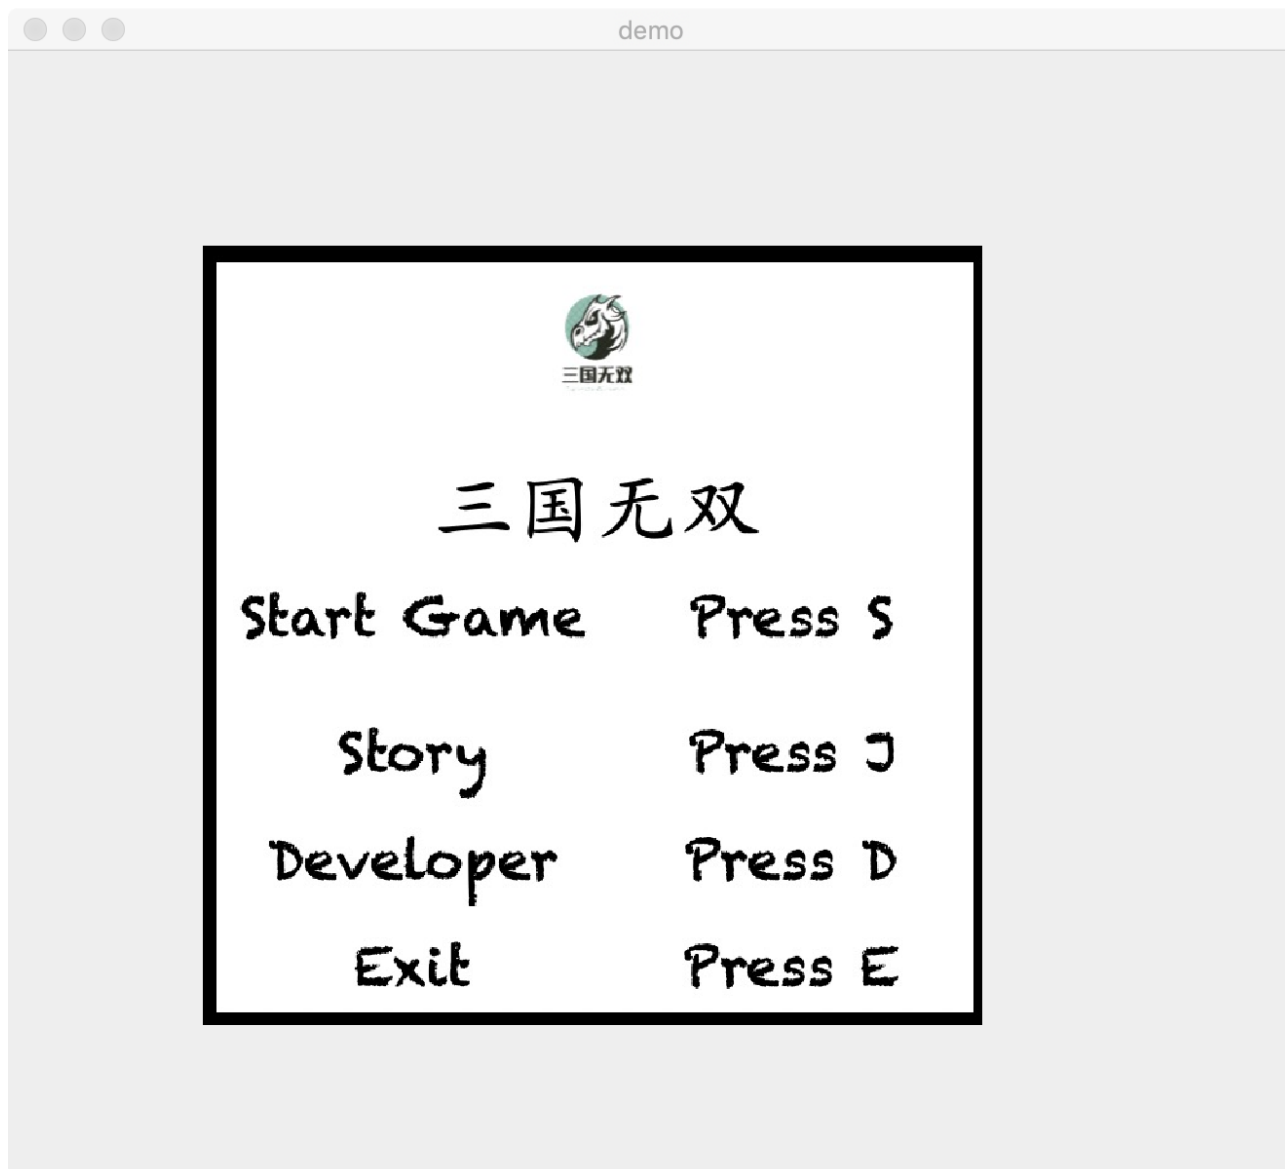 demo
三国无双
三国无双
Start Game Press S
Story Press J
Developer Press D
Exit Press E